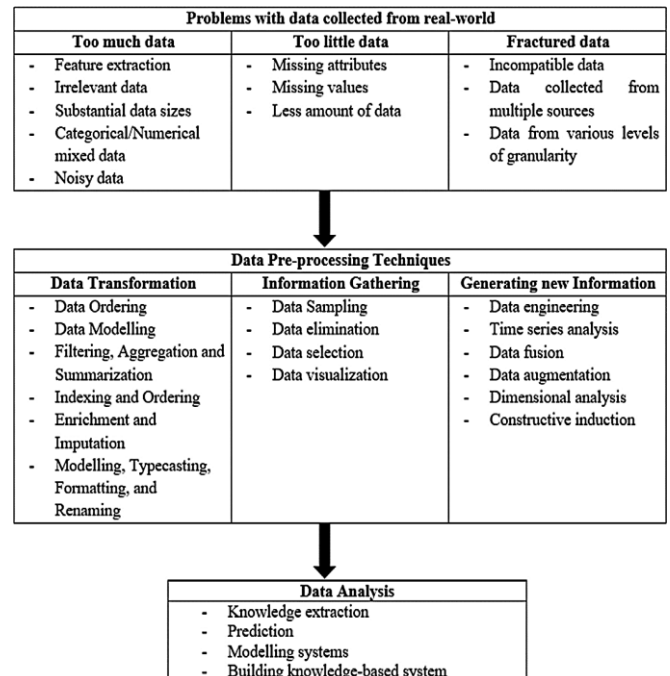 Problems with data collected from real-world
Too much data
- Feature extraction
- Irrelevant data
- Substantial data sizes
- Categorical/Numerical
mixed data
- Noisy data
Too little data
- Missing attributes
- Missing values
- Less amount of data
Fractured data
- Incompatible data
- Data collected from
multiple sources
- Data from various levels
of granularity
Data Pre-processing Techniques
Data Transformation
- Data Ordering
- Data Modelling
- Filtering, Aggregation and
Summarization
- Indexing and Ordering
- Enrichment and
Imputation
- Modelling, Typecasting,
Formatting, and
Renaming
Information Gathering
- Data Sampling
- Data elimination
- Data selection
- Data visualization
Generating new Information
- Data engineering
- Time series analysis
- Data fusion
- Data augmentation
- Dimensional analysis
- Constructive induction
Data Analysis
- Knowledge extraction
- Prediction
- Modelling systems
- Building knowledge-based system